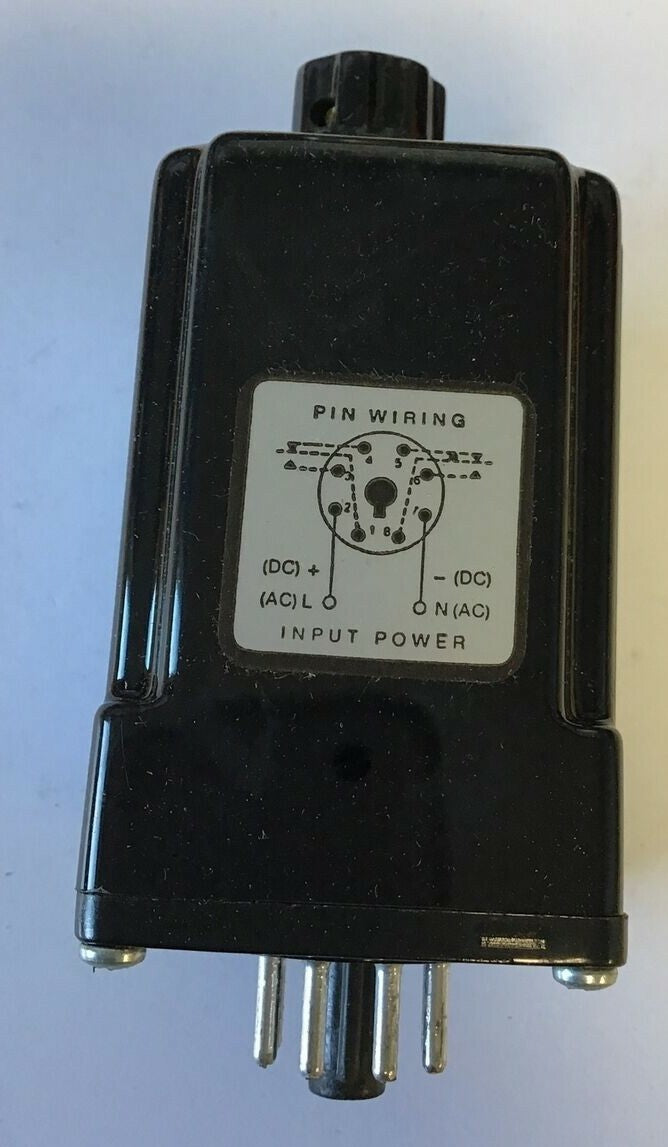 PIN WIRING
4 5
3 6
2 7
1 8
(DC) + − (DC)
(AC) L N (AC)
INPUT POWER